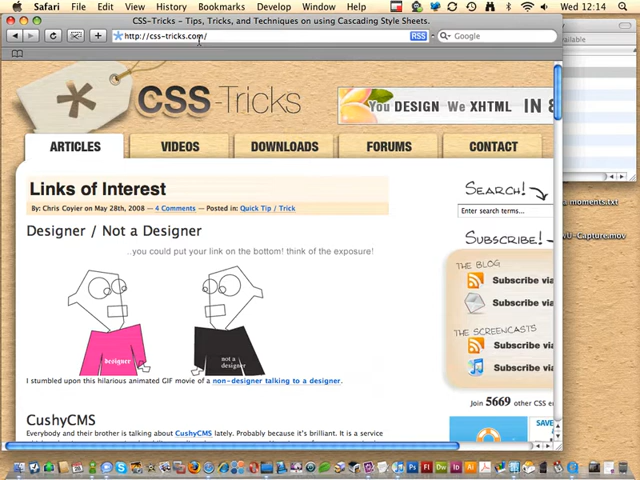 Safari File Edit View History Bookmarks Develop Window Help Wed 12:14
CSS-Tricks - Tips, Tricks, and Techniques on using Cascading Style Sheets.
http://css-tricks.com/ RSS Google
CSS-Tricks
You DESIGN We XHTML IN 8
ARTICLES VIDEOS DOWNLOADS FORUMS CONTACT
Links of Interest
By: Chris Coyier on May 28th, 2008 — 4 Comments — Posted in: Quick Tip / Trick
Designer / Not a Designer
..you could put your link on the bottom! think of the exposure!
designer
not a
designer
I stumbled upon this hilarious animated GIF movie of a non-designer talking to a designer.
CushyCMS
Everybody and their brother is talking about CushyCMS lately. Probably because it's brilliant. It is a service
SEARCH!
Enter search terms...
SUBSCRIBE!
THE BLOG
Subscribe via
Subscribe via
THE SCREENCASTS
Subscribe via
Subscribe via
Join 5669 other CSS e
SAVE
available
moments.txt
-Capture.mov